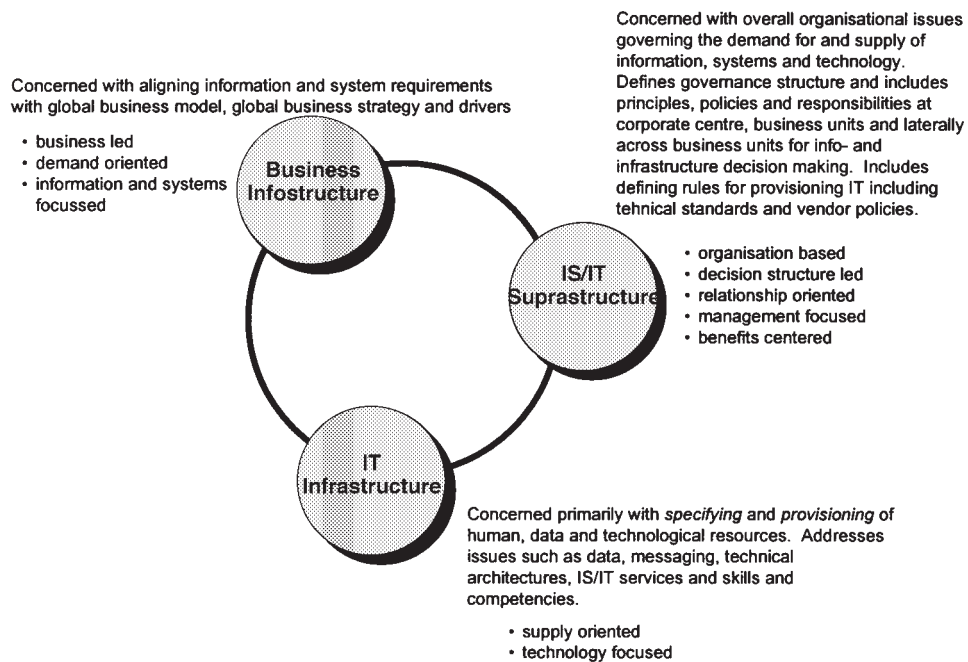 Concerned with overall organisational issues
governing the demand for and supply of
information, systems and technology.
Defines governance structure and includes
principles, policies and responsibilities at
corporate centre, business units and laterally
across business units for info- and
infrastructure decision making. Includes
defining rules for provisioning IT including
tehnical standards and vendor policies.
• organisation based
• decision structure led
• relationship oriented
• management focused
• benefits centered
Concerned with aligning information and system requirements
with global business model, global business strategy and drivers
• business led
• demand oriented
• information and systems
focussed
Business
Infostructure
IS/IT
Suprastructure
IT
Infrastructure
Concerned primarily with specifying and provisioning of
human, data and technological resources. Addresses
issues such as data, messaging, technical
architectures, IS/IT services and skills and
competencies.
• supply oriented
• technology focused